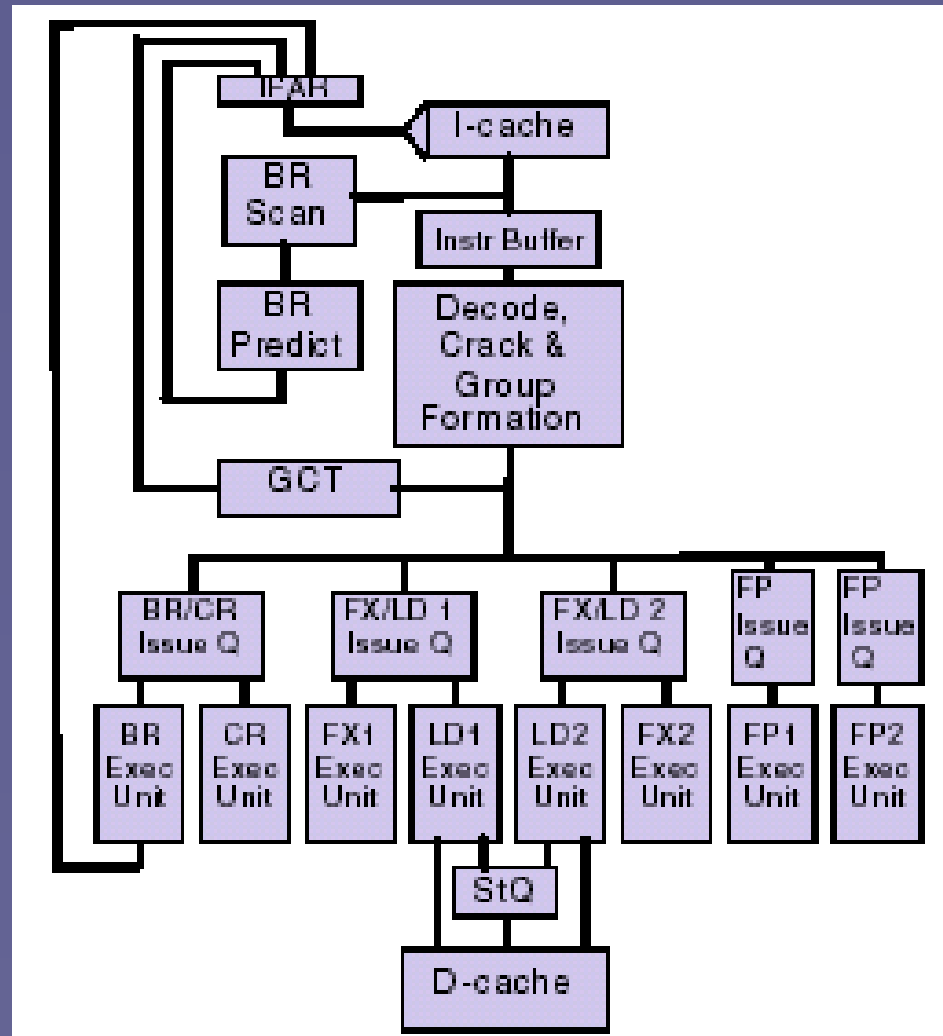 IFAR
I-cache
BR
Scan
Instr Buffer
BR
Predict
Decode,
Crack &
Group
Formation
GCT
BR/CR
Issue Q
FX/LD 1
Issue Q
FX/LD 2
Issue Q
FP
Issue
Q
FP
Issue
Q
BR
Exec
Unit
CR
Exec
Unit
FX1
Exec
Unit
LD1
Exec
Unit
LD2
Exec
Unit
FX2
Exec
Unit
FP1
Exec
Unit
FP2
Exec
Unit
StQ
D-cache